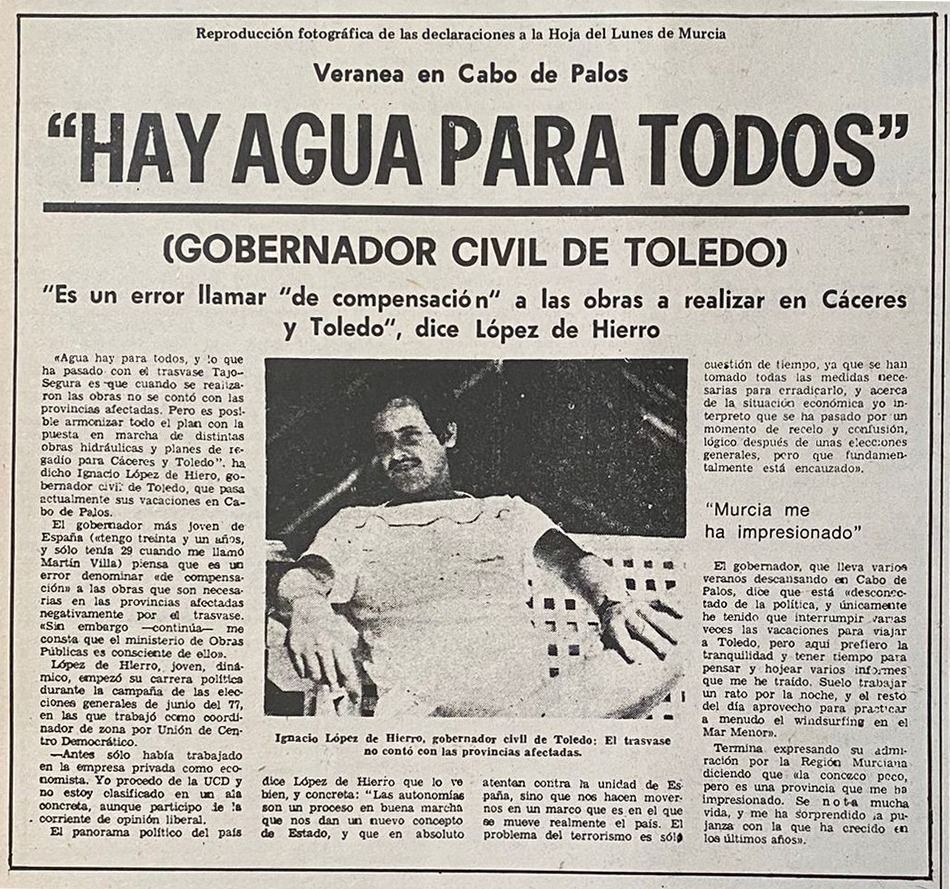 Reproducción fotográfica de las declaraciones a la Hoja del Lunes de Murcia
Veranea en Cabo de Palos
“HAY AGUA PARA TODOS”
(GOBERNADOR CIVIL DE TOLEDO)
“Es un error llamar “de compensación“ a las obras a realizar en Cáceres
y Toledo“, dice López de Hierro
«Agua hay para todos, y lo que
ha pasado con el trasvase Tajo-
Segura es que cuando se realiza-
ron las obras no se contó con las
provincias afectadas. Pero es posi-
ble armonizar todo el plan con la
puesta en marcha de distintas
obras hidráulicas y planes de re-
gadío para Cáceres y Toledo”, ha
dicho Ignacio López de Hiero, go-
bernador civil de Toledo, que pasa
actualmente sus vacaciones en Ca-
bo de Palos.
El gobernador más joven de
España («tengo treinta y un años,
y sólo tenía 29 cuando me llamó
Martín Villa) piensa que es un
error denominar «de compensa-
ción» a las obras que son necesa-
rias en las provincias afectadas
negativamente por el trasvase.
«Sin embargo —continúa— me
consta que el ministerio de Obras
Públicas es consciente de ello».
López de Hierro, joven, diná-
mico, empezó su carrera política
durante la campaña de las elec-
ciones generales de junio del 77,
en las que trabajó como coordi-
nador de zona por Unión de Cen-
tro Democrático.
—Antes sólo había trabajado
en la empresa privada como eco-
nomista. Yo procedo de la UCD y
no estoy clasificado en un ala
concreta, aunque participo de la
corriente de opinión liberal.
El panorama político del país
Ignacio López de Hierro, gobernador civil de Toledo: El trasvase
no contó con las provincias afectadas.
dice López de Hierro que lo ve
bien, y concreta: “Las autonomías
son un proceso en buena marcha
que nos dan un nuevo concepto
de Estado, y que en absoluto
atentan contra la unidad de Es-
paña, sino que nos hacen mover-
nos en un marco que es en el que
se mueve realmente el país. El
problema del terrorismo es sólo
cuestión de tiempo, ya que se han
tomado todas las medidas nece-
sarias para erradicarlo, y acerca
de la situación económica yo in-
terpreto que se ha pasado por un
momento de recelo y confusión,
lógico después de unas elecciones
generales, pero que fundamen-
talmente está encauzado».
“Murcia me
ha impresionado”
El gobernador, que lleva varios
veranos descansando en Cabo de
Palos, dice que está «desconec-
tado de la política, y únicamente
he tenido que interrumpir varias
veces las vacaciones para viajar
a Toledo, pero aquí prefiero la
tranquilidad y tener tiempo para
pensar y hojear varios informes
que me he traído. Suelo trabajar
un rato por la noche, y el resto
del día aprovecho para practicar
a menudo el windsurfing en el
Mar Menor».
Termina expresando su admi-
ración por la Región Murciana
diciendo que «la conozco poco,
pero es una provincia que me ha
impresionado. Se nota mucha
vida, y me ha sorprendido la pu-
janza con la que ha crecido en
los últimos años».